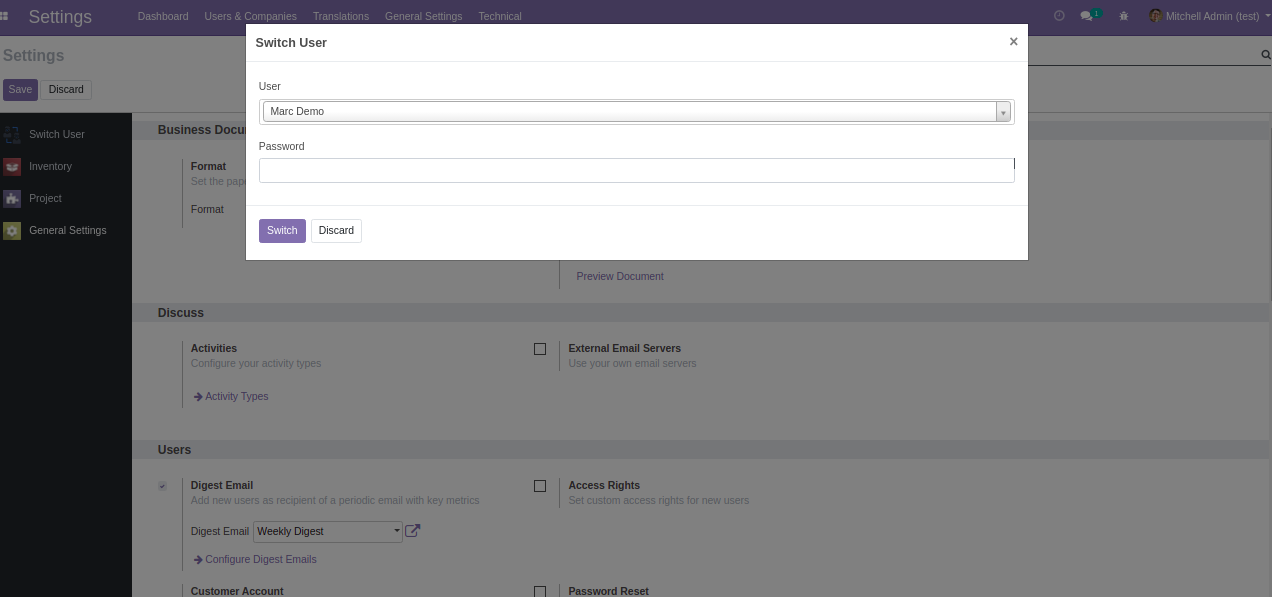 Settings Dashboard Users & Companies Translations General Settings Technical 1 Mitchell Admin (test)
Switch User ×
Settings
Save Discard
User
Marc Demo
Password
Switch Discard
Switch User
Inventory
Project
General Settings
Business Docu
Format
Set the pape
Format
Preview Document
Discuss
Activities
Configure your activity types
Activity Types
External Email Servers
Use your own email servers
Users
Digest Email
Add new users as recipient of a periodic email with key metrics
Digest Email Weekly Digest
Configure Digest Emails
Access Rights
Set custom access rights for new users
Customer Account
Password Reset